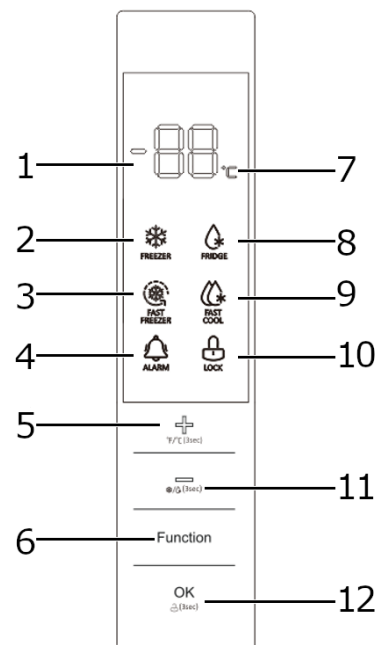 1
-88
°C
7
2
FREEZER
FRIDGE
8
3
FAST
FREEZER
FAST
COOL
9
4
ALARM
LOCK
10
5
+
°F/°C (3sec)
−
(3sec)
11
6
Function
OK
(3sec)
12